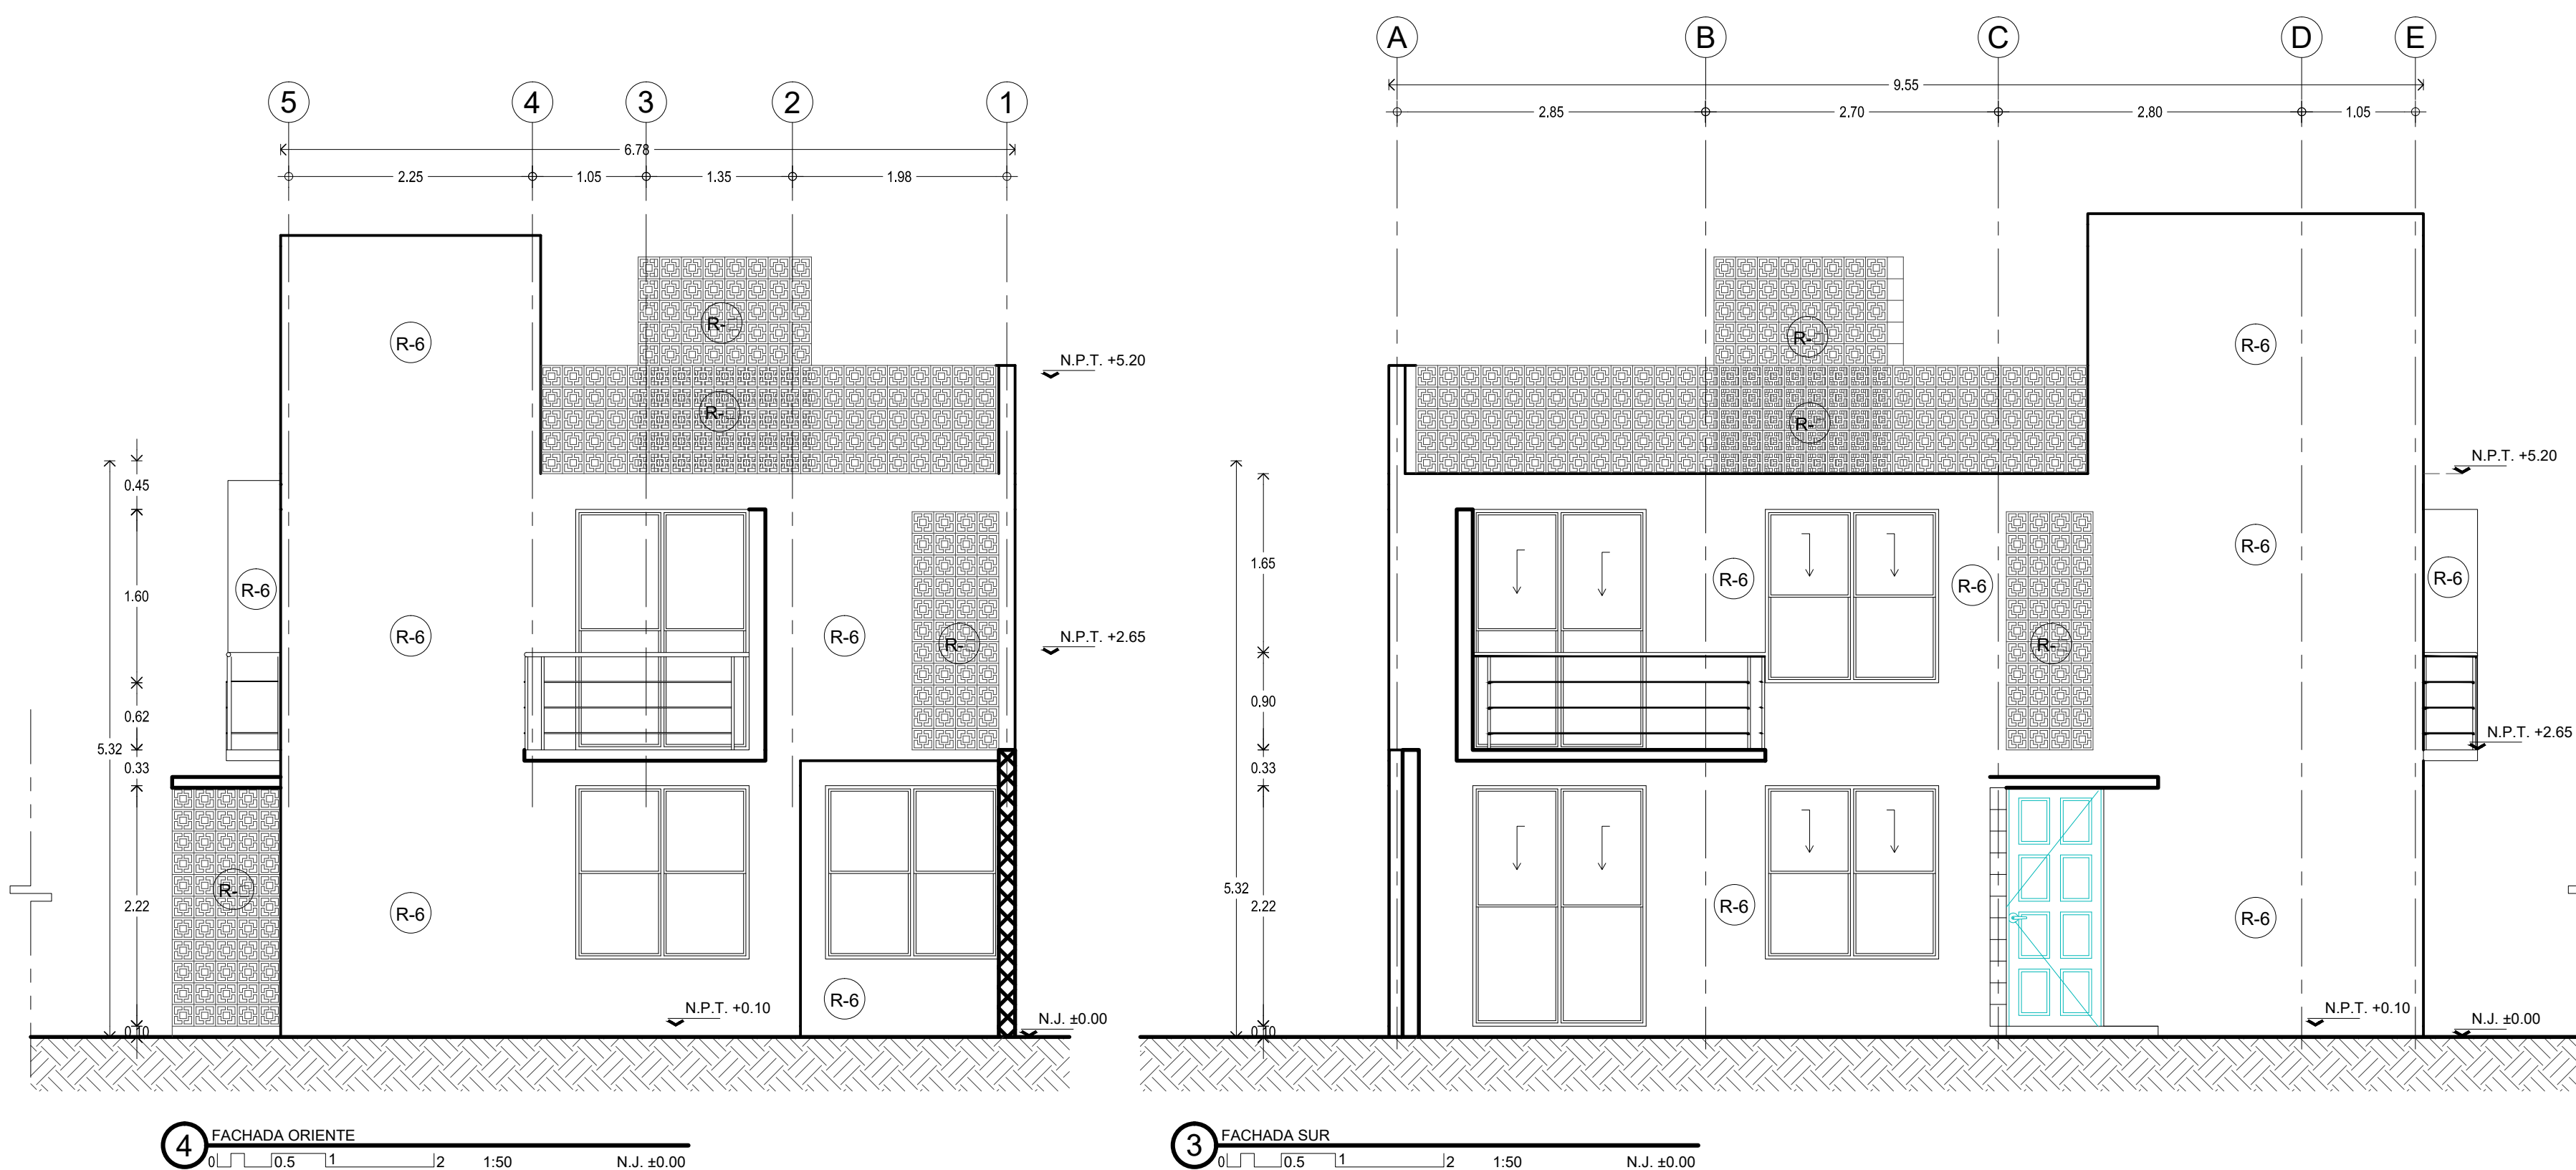 5
4
3
2
1
6.78
2.25
1.05
1.35
1.98
R-6
R-
R-
N.P.T. +5.20
0.45
R-6
1.60
R-6
R-6
R-
N.P.T. +2.65
0.62
5.32
0.33
R-
2.22
R-6
R-6
N.P.T. +0.10
N.J. ±0.00
0.10
4
FACHADA ORIENTE
0
0.5
1
2
1:50
N.J. ±0.00
A
B
C
D
E
9.55
2.85
2.70
2.80
1.05
R-
R-6
R-
N.P.T. +5.20
1.65
R-6
R-6
R-6
R-6
R-
0.90
N.P.T. +2.65
0.33
5.32
2.22
R-6
R-6
N.P.T. +0.10
N.J. ±0.00
0.10
3
FACHADA SUR
0
0.5
1
2
1:50
N.J. ±0.00